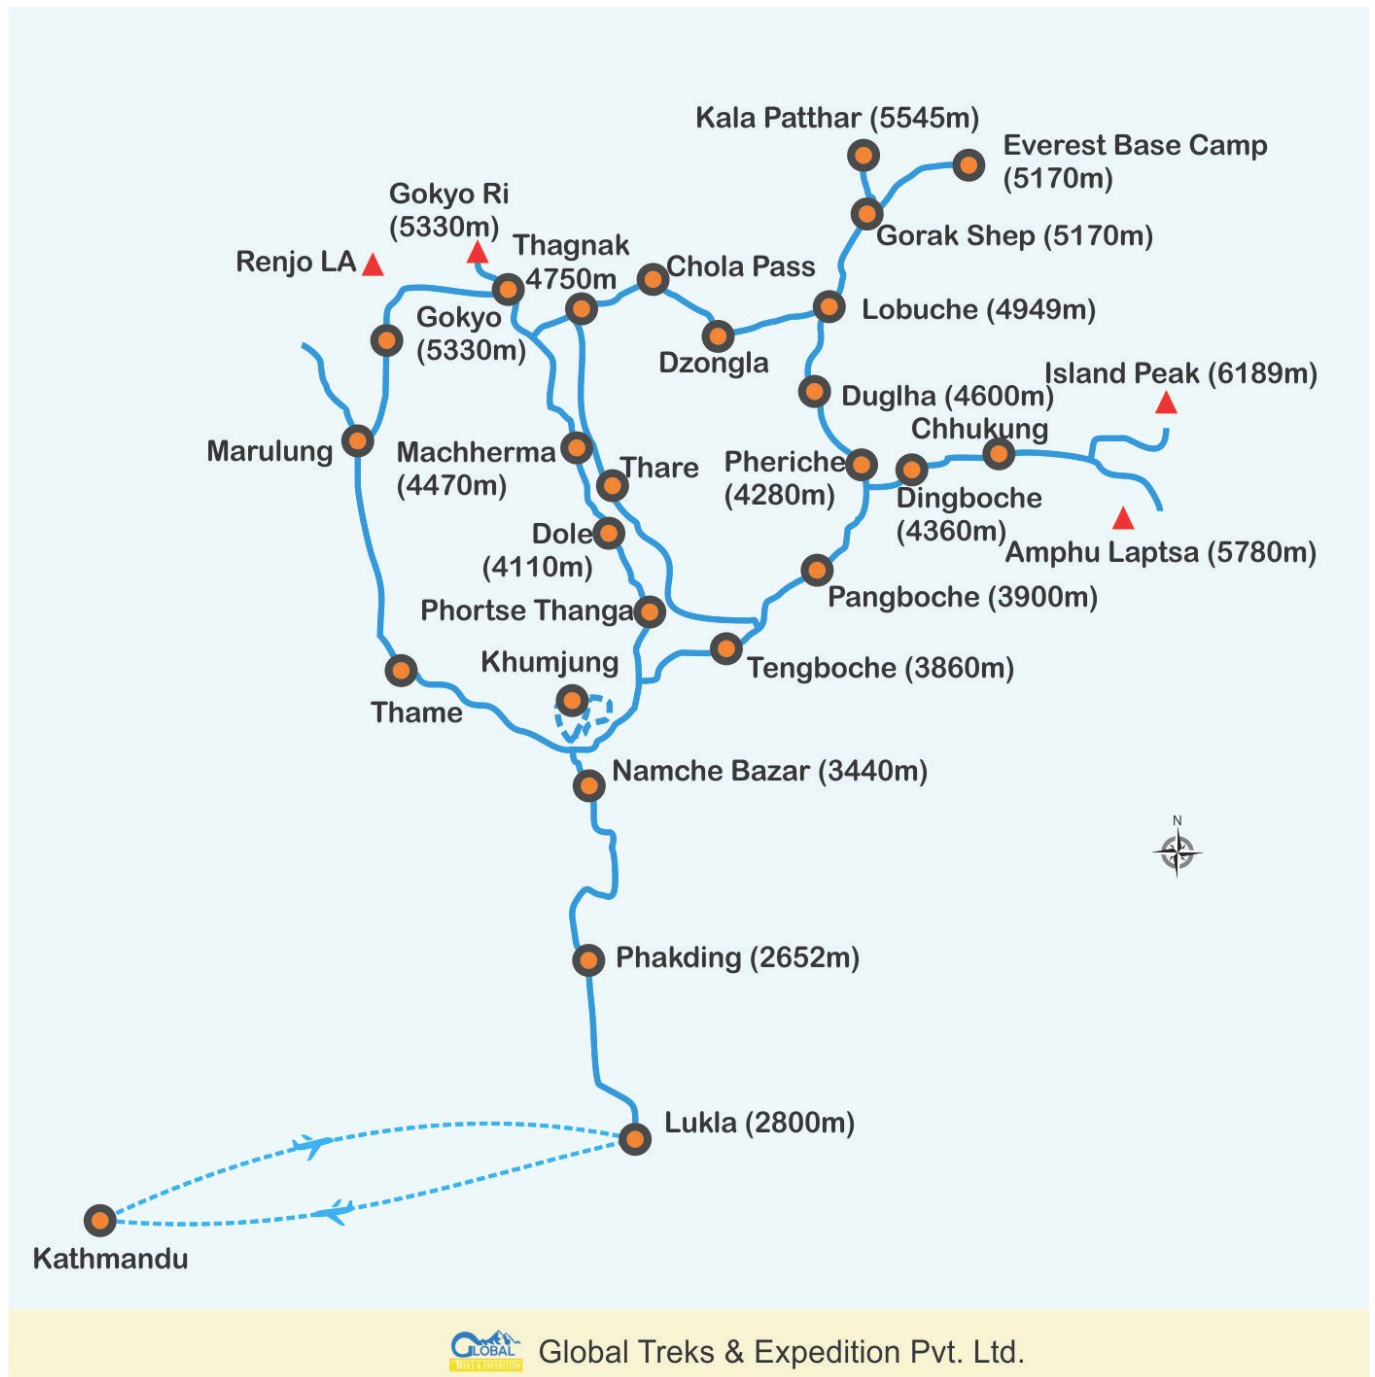 Kala Patthar (5545m)
Everest Base Camp
(5170m)
Gokyo Ri
(5330m)
Gorak Shep (5170m)
Thagnak
4750m
Renjo LA
Chola Pass
Lobuche (4949m)
Gokyo
(5330m)
Dzongla
Island Peak (6189m)
Duglha (4600m)
Chhukung
Marulung
Machherma
(4470m)
Thare
Pheriche
(4280m)
Dingboche
(4360m)
Dole
(4110m)
Amphu Laptsa (5780m)
Pangboche (3900m)
Phortse Thanga
Khumjung
Tengboche (3860m)
Thame
Namche Bazar (3440m)
N
Phakding (2652m)
Lukla (2800m)
Kathmandu
GLOBAL
TREKS & EXPEDITION
Global Treks & Expedition Pvt. Ltd.